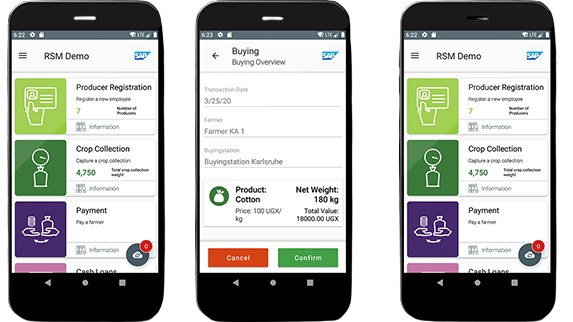 6:22 LTE
RSM Demo SAP
Producer Registration
Register a new employee
7 Number of Producers
Information
Crop Collection
Capture a crop collection
4,750 Total crop collection weight
Information
Payment
Pay a farmer
0
Information
Cash Loans
6:23 LTE
Buying SAP
Buying Overview
Transaction Date
3/25/20
Farmer
Farmer KA 1
Buyingstation
Buyingstation Karlsruhe
Product: Net Weight:
Cotton 180 kg
Price: 100 UGX/ Total Value:
kg 18000.00 UGX
Cancel Confirm
6:22 LTE
RSM Demo SAP
Producer Registration
Register a new employee
7 Number of Producers
Information
Crop Collection
Capture a crop collection
4,750 Total crop collection weight
Information
Payment
Pay a farmer
0
Information
Cash Loans